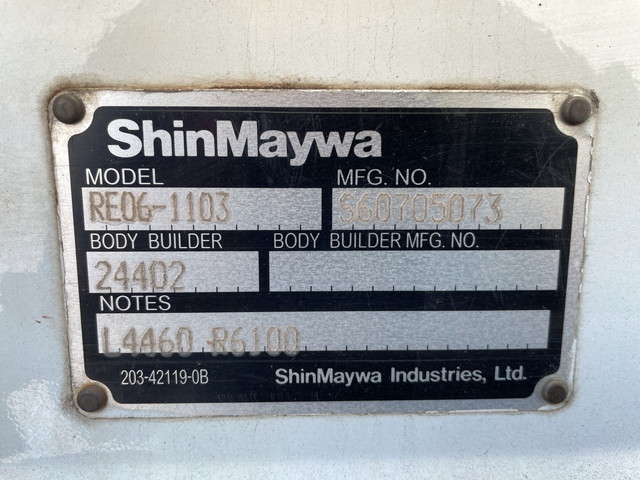 ShinMaywa
MODEL MFG. NO.
RE06-1103 S60705073
BODY BUILDER BODY BUILDER MFG. NO.
24402
NOTES
L4460 R6100
203-42119-0B ShinMaywa Industries, Ltd.